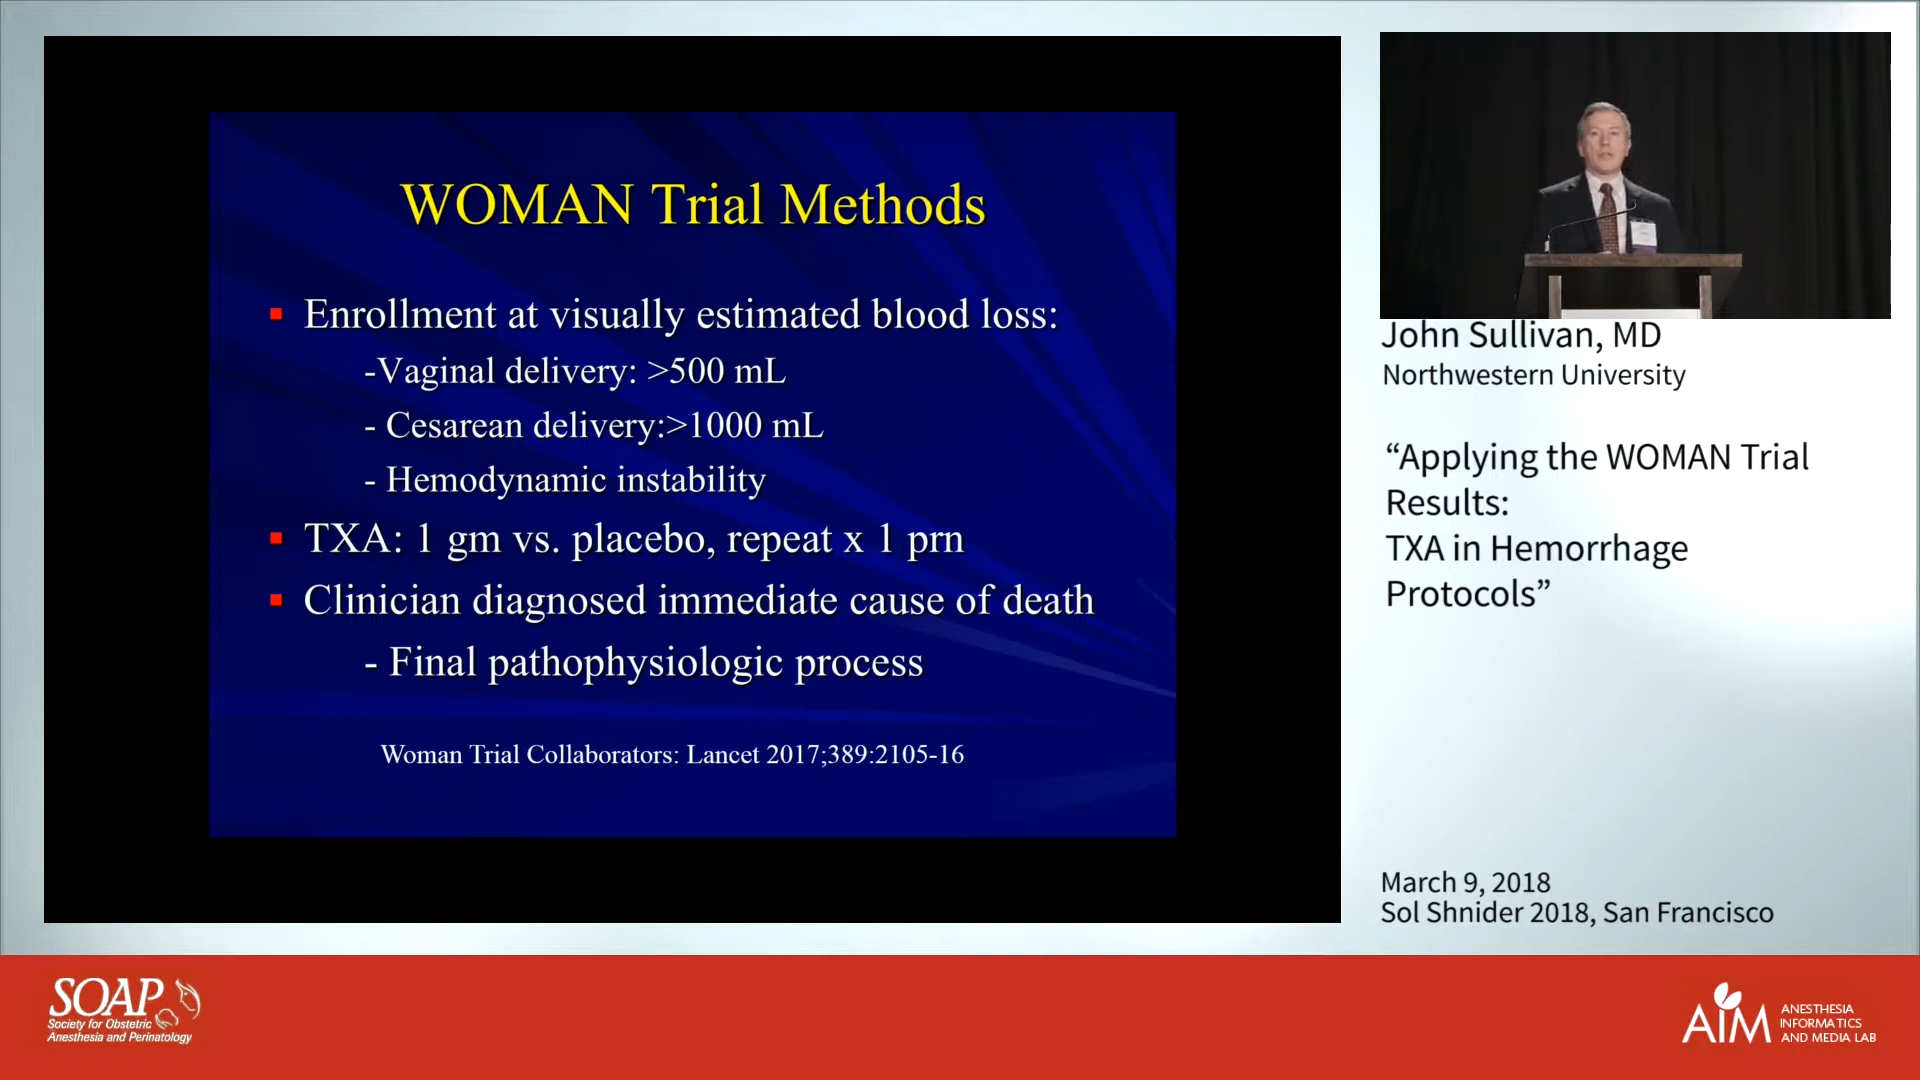 WOMAN Trial Methods
Enrollment at visually estimated blood loss:
-Vaginal delivery: >500 mL
- Cesarean delivery:>1000 mL
- Hemodynamic instability
TXA: 1 gm vs. placebo, repeat x 1 prn
Clinician diagnosed immediate cause of death
- Final pathophysiologic process
Woman Trial Collaborators: Lancet 2017;389:2105-16
John Sullivan, MD
Northwestern University
“Applying the WOMAN Trial
Results:
TXA in Hemorrhage
Protocols”
March 9, 2018
Sol Shnider 2018, San Francisco
SOAP
Society for Obstetric
Anesthesia and Perinatology
AIM
ANESTHESIA
INFORMATICS
AND MEDIA LAB